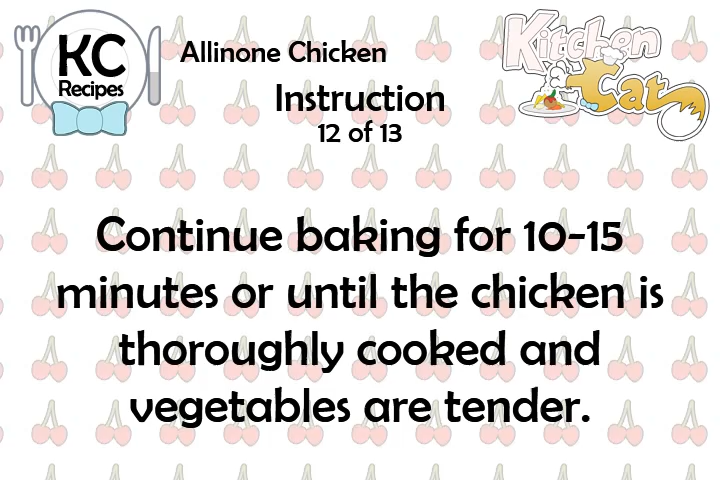 KC
Recipes
Allinone Chicken
Kitchen
Cat
Instruction
12 of 13
Continue baking for 10-15
minutes or until the chicken is
thoroughly cooked and
vegetables are tender.